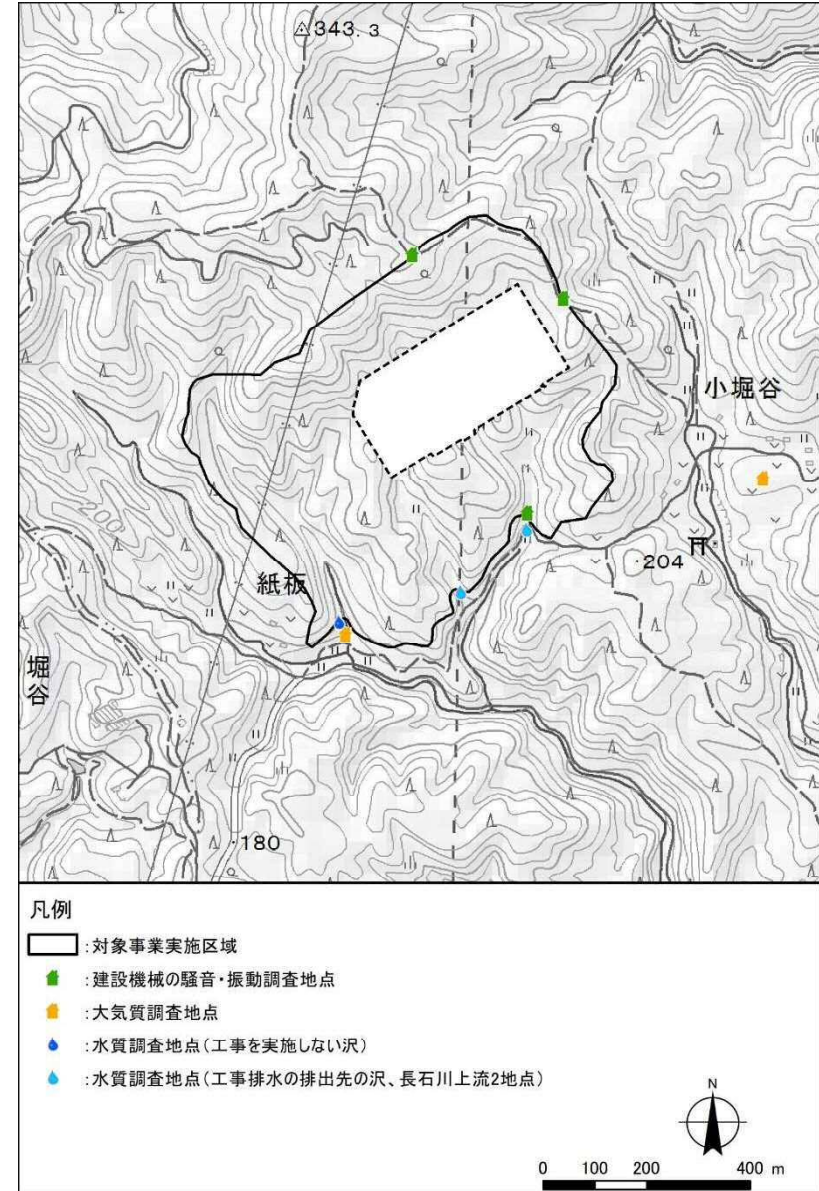 343.3
小堀谷
200
204
紙板
堀谷
180
凡例
:対象事業実施区域
:建設機械の騒音・振動調査地点
:大気質調査地点
:水質調査地点(工事を実施しない沢)
:水質調査地点(工事排水の排出先の沢、長石川上流2地点)
N
0 100 200 400 m